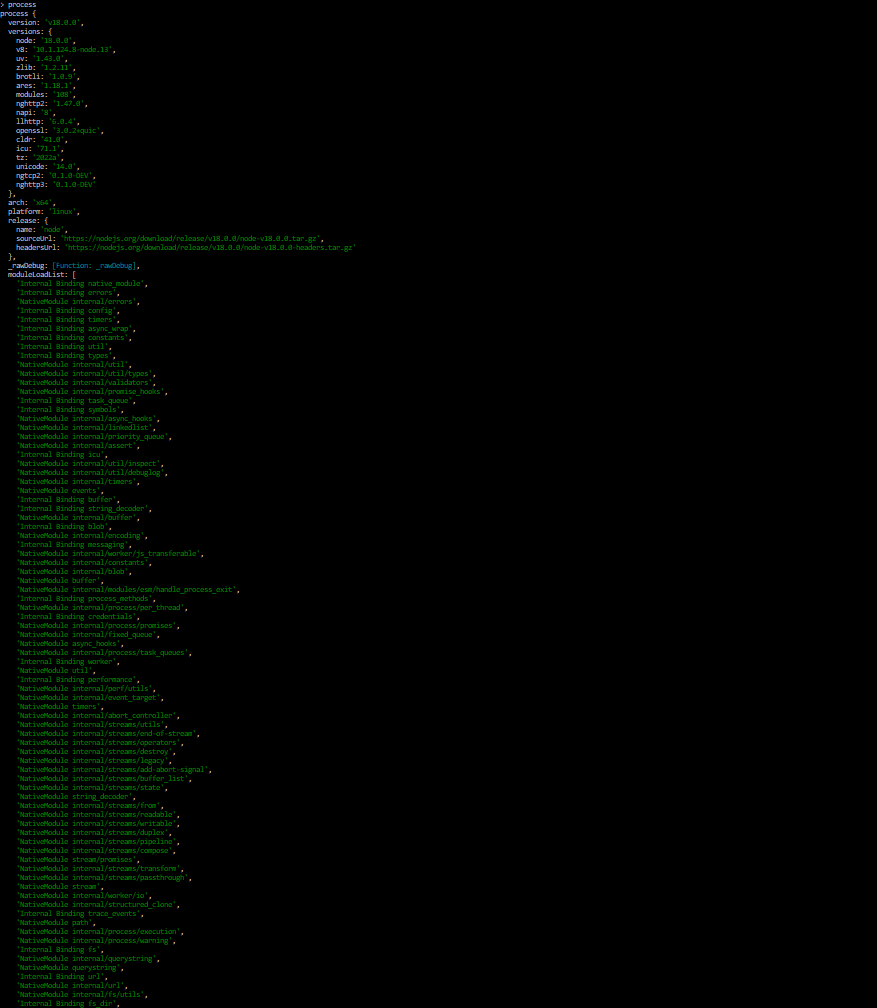 > process
process {
version: 'v18.0.0',
versions: {
node: '18.0.0',
v8: '10.1.124.8-node.13',
uv: '1.43.0',
zlib: '1.2.11',
brotli: '1.0.9',
ares: '1.18.1',
modules: '108',
nghttp2: '1.47.0',
napi: '8',
llhttp: '6.0.4',
openssl: '3.0.2+quic',
cldr: '41.0',
icu: '71.1',
tz: '2022a',
unicode: '14.0',
ngtcp2: '0.1.0-DEV',
nghttp3: '0.1.0-DEV'
},
arch: 'x64',
platform: 'linux',
release: {
name: 'node',
sourceUrl: 'https://nodejs.org/download/release/v18.0.0/node-v18.0.0.tar.gz',
headersUrl: 'https://nodejs.org/download/release/v18.0.0/node-v18.0.0-headers.tar.gz'
},
_rawDebug: [Function: _rawDebug],
moduleLoadList: [
'Internal Binding native_module',
'Internal Binding errors',
'NativeModule internal/errors',
'Internal Binding config',
'Internal Binding timers',
'Internal Binding async_wrap',
'Internal Binding constants',
'Internal Binding util',
'Internal Binding types',
'NativeModule internal/util',
'NativeModule internal/util/types',
'NativeModule internal/validators',
'NativeModule internal/promise_hooks',
'Internal Binding task_queue',
'Internal Binding symbols',
'NativeModule internal/async_hooks',
'NativeModule internal/linkedlist',
'NativeModule internal/priority_queue',
'NativeModule internal/assert',
'Internal Binding icu',
'NativeModule internal/util/inspect',
'NativeModule internal/util/debuglog',
'NativeModule internal/timers',
'NativeModule events',
'Internal Binding buffer',
'Internal Binding string_decoder',
'NativeModule internal/buffer',
'Internal Binding blob',
'NativeModule internal/encoding',
'Internal Binding messaging',
'NativeModule internal/worker/js_transferable',
'NativeModule internal/constants',
'NativeModule internal/blob',
'NativeModule buffer',
'NativeModule internal/modules/esm/handle_process_exit',
'Internal Binding process_methods',
'NativeModule internal/process/per_thread',
'Internal Binding credentials',
'NativeModule internal/process/promises',
'NativeModule internal/fixed_queue',
'NativeModule async_hooks',
'NativeModule internal/process/task_queues',
'Internal Binding worker',
'NativeModule util',
'Internal Binding performance',
'NativeModule internal/perf/utils',
'NativeModule internal/event_target',
'NativeModule timers',
'NativeModule internal/abort_controller',
'NativeModule internal/streams/utils',
'NativeModule internal/streams/end-of-stream',
'NativeModule internal/streams/operators',
'NativeModule internal/streams/destroy',
'NativeModule internal/streams/legacy',
'NativeModule internal/streams/add-abort-signal',
'NativeModule internal/streams/buffer_list',
'NativeModule internal/streams/state',
'NativeModule string_decoder',
'NativeModule internal/streams/from',
'NativeModule internal/streams/readable',
'NativeModule internal/streams/writable',
'NativeModule internal/streams/duplex',
'NativeModule internal/streams/pipeline',
'NativeModule internal/streams/compose',
'NativeModule stream/promises',
'NativeModule internal/streams/transform',
'NativeModule internal/streams/passthrough',
'NativeModule stream',
'NativeModule internal/worker/io',
'NativeModule internal/structured_clone',
'Internal Binding trace_events',
'NativeModule path',
'NativeModule internal/process/execution',
'NativeModule internal/process/warning',
'Internal Binding fs',
'NativeModule internal/querystring',
'NativeModule querystring',
'Internal Binding url',
'NativeModule internal/url',
'NativeModule internal/fs/utils',
'Internal Binding fs_dir',